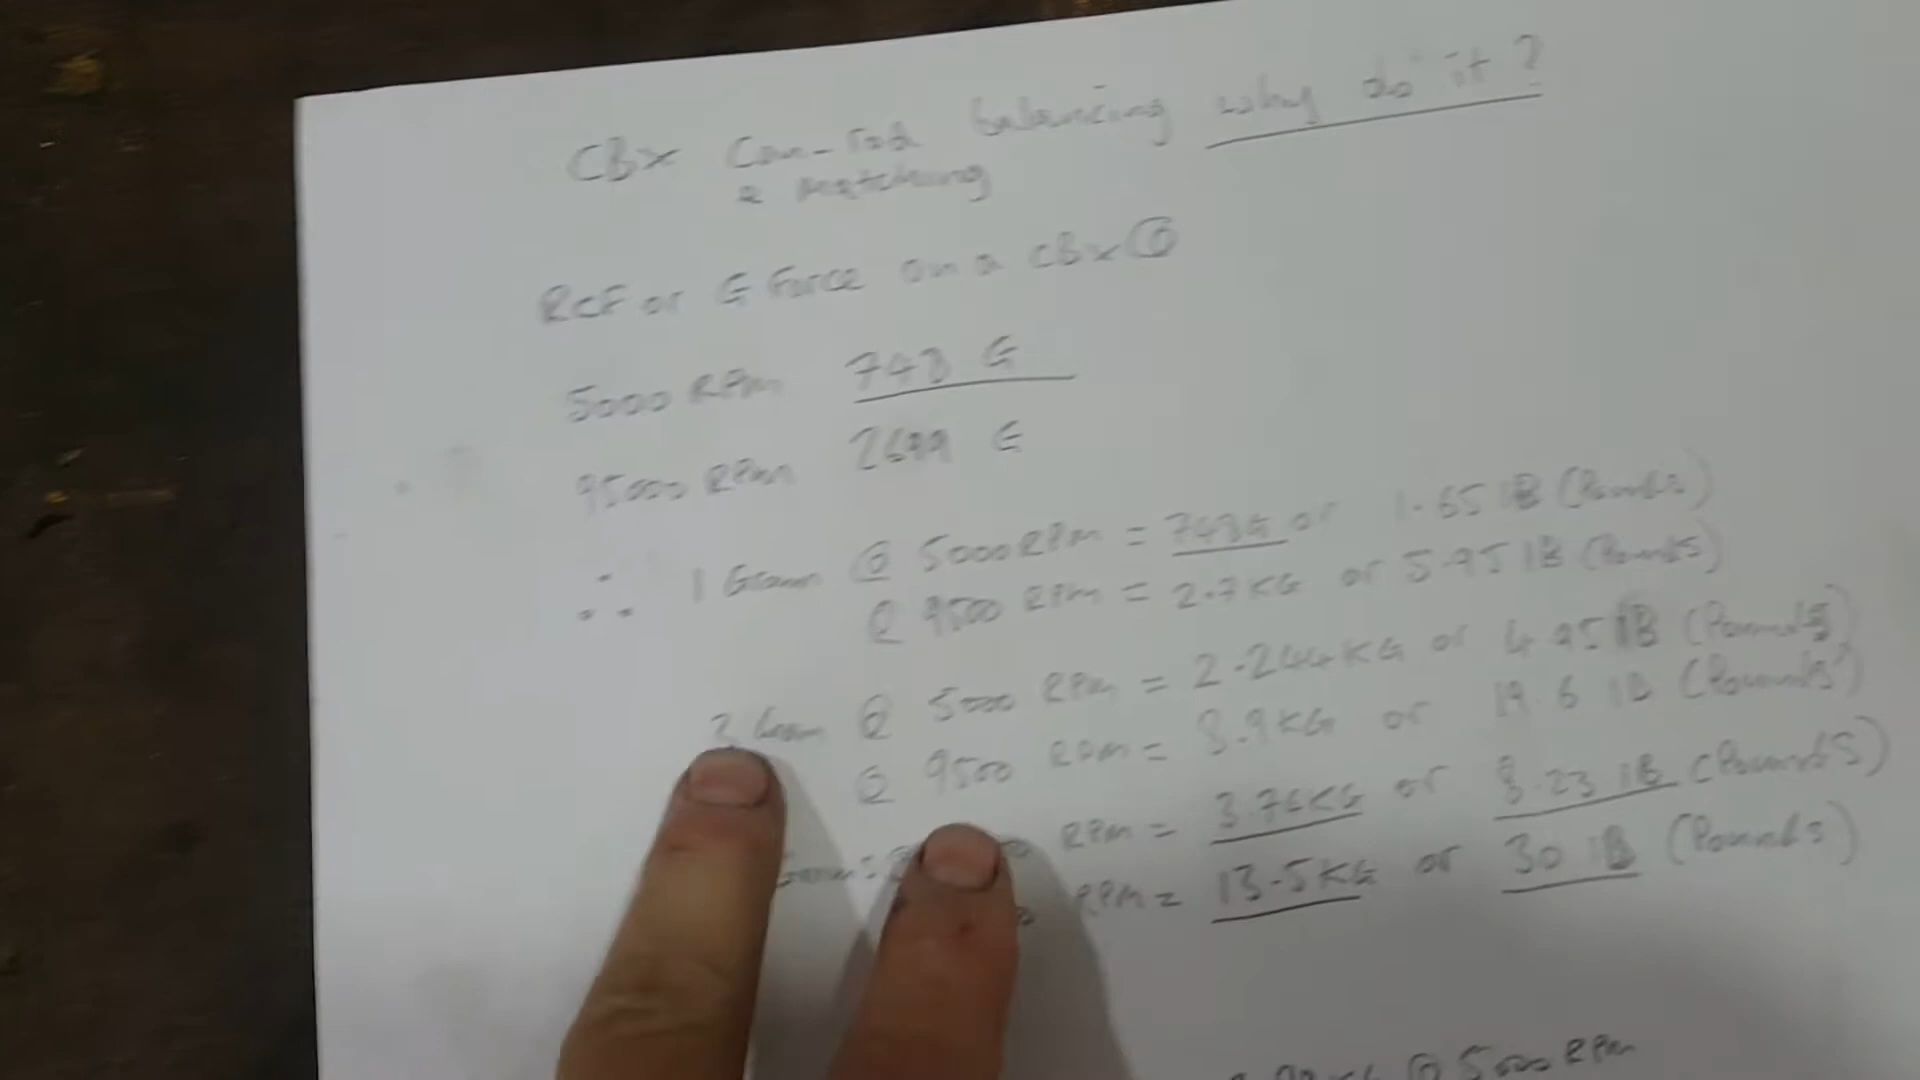 CBX Con-rod balancing why do it?
& matching
RCF or G Force on a CBX @
5000 RPM 748 G
95000 RPM 2699 G
∴ 1 Gram @ 5000 RPM = 748G or 1.65 lB (Pounds)
@ 9500 RPM = 2.7KG or 5.95 lB (Pounds)
3 Gram @ 5000 RPM = 2.244KG or 4.95 lB (Pounds)
@ 9500 RPM = 8.9KG or 19.6 lB (Pounds)
RPM = 3.74KG or 8.23 lB (Pounds)
RPM = 13.5KG or 30 lB (Pounds)
@ 5000 RPM